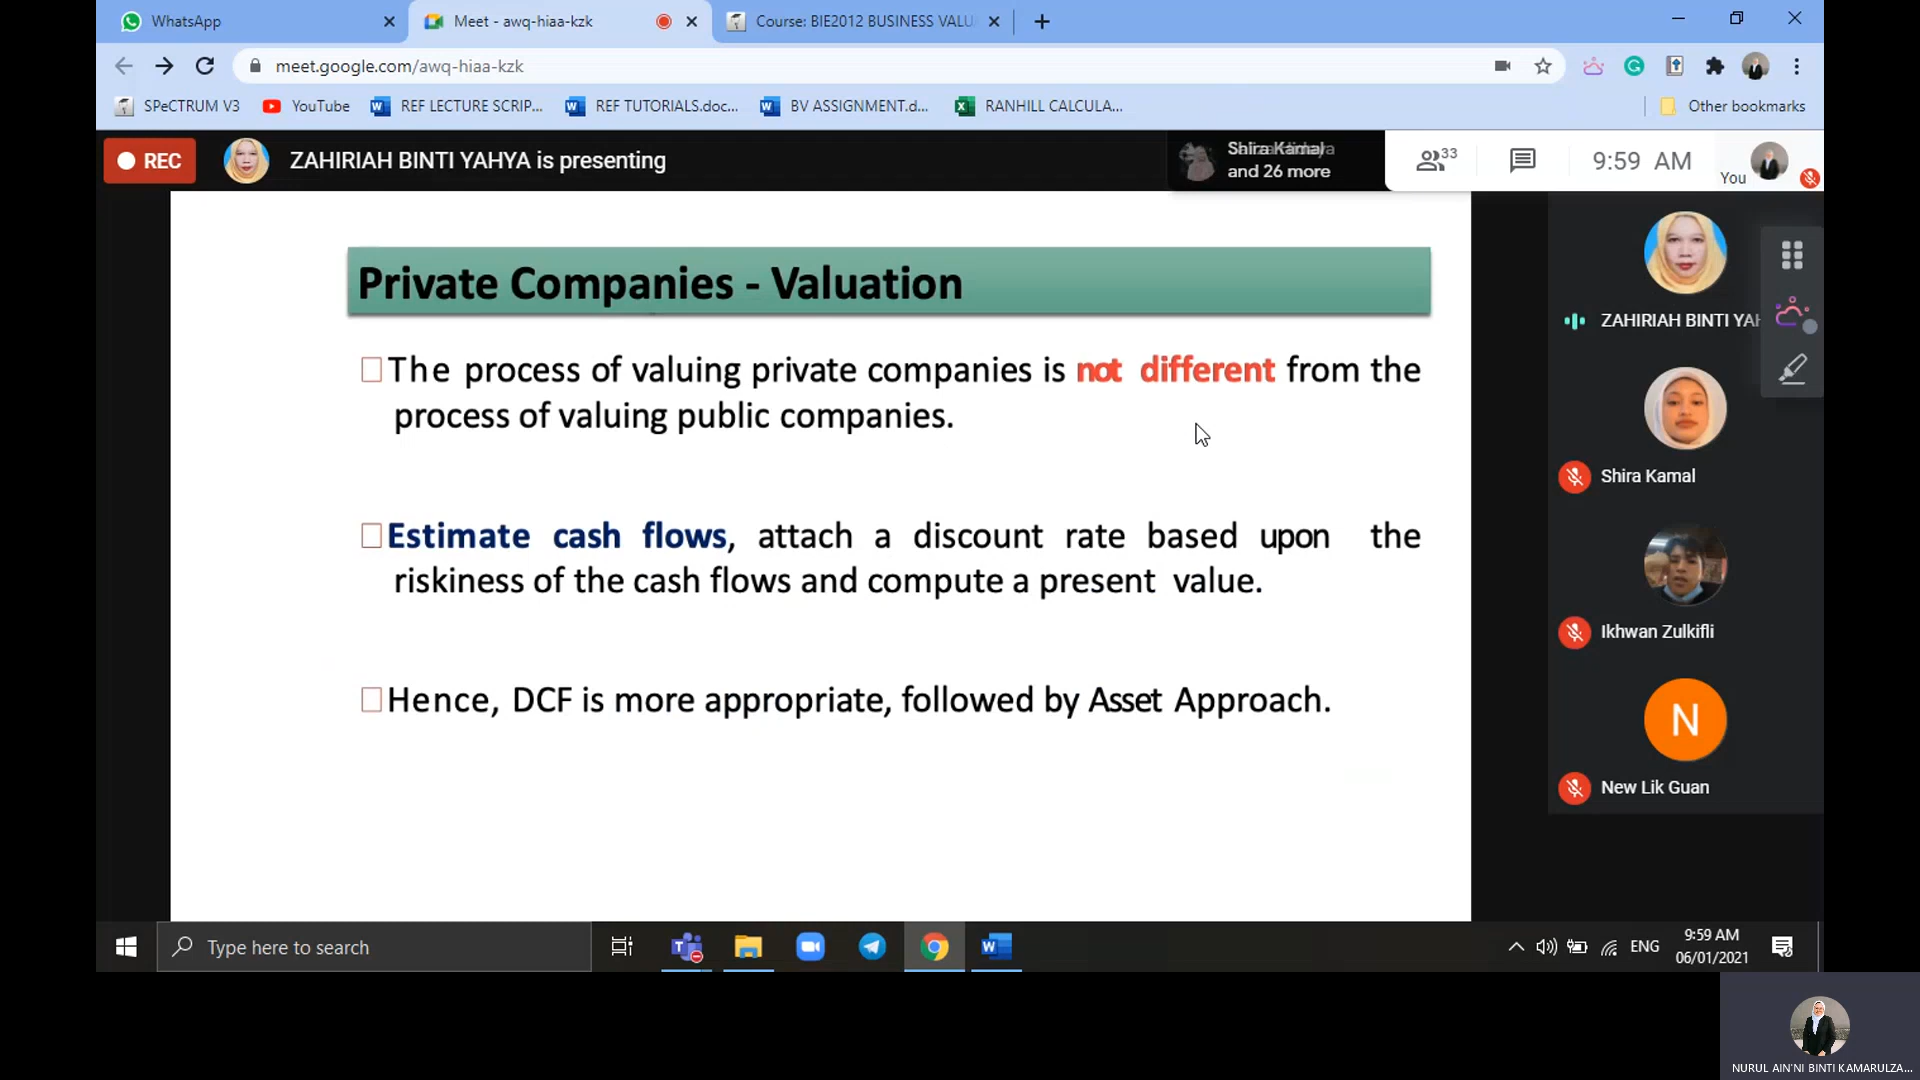 WhatsApp
Meet - awq-hiaa-kzk
Course: BIE2012 BUSINESS VALU
meet.google.com/awq-hiaa-kzk
SPeCTRUM V3
YouTube
REF LECTURE SCRIP...
REF TUTORIALS.doc...
BV ASSIGNMENT.d...
RANHILL CALCULA...
Other bookmarks
REC
ZAHIRIAH BINTI YAHYA is presenting
Shira Kamal
and 26 more
33
9:59 AM
You
Private Companies - Valuation
The process of valuing private companies is not different from the
process of valuing public companies.
Estimate cash flows, attach a discount rate based upon the
riskiness of the cash flows and compute a present value.
Hence, DCF is more appropriate, followed by Asset Approach.
ZAHIRIAH BINTI YAH
Shira Kamal
Ikhwan Zulkifli
N
New Lik Guan
Type here to search
ENG
9:59 AM
06/01/2021
NURUL AIN'NI BINTI KAMARULZA...